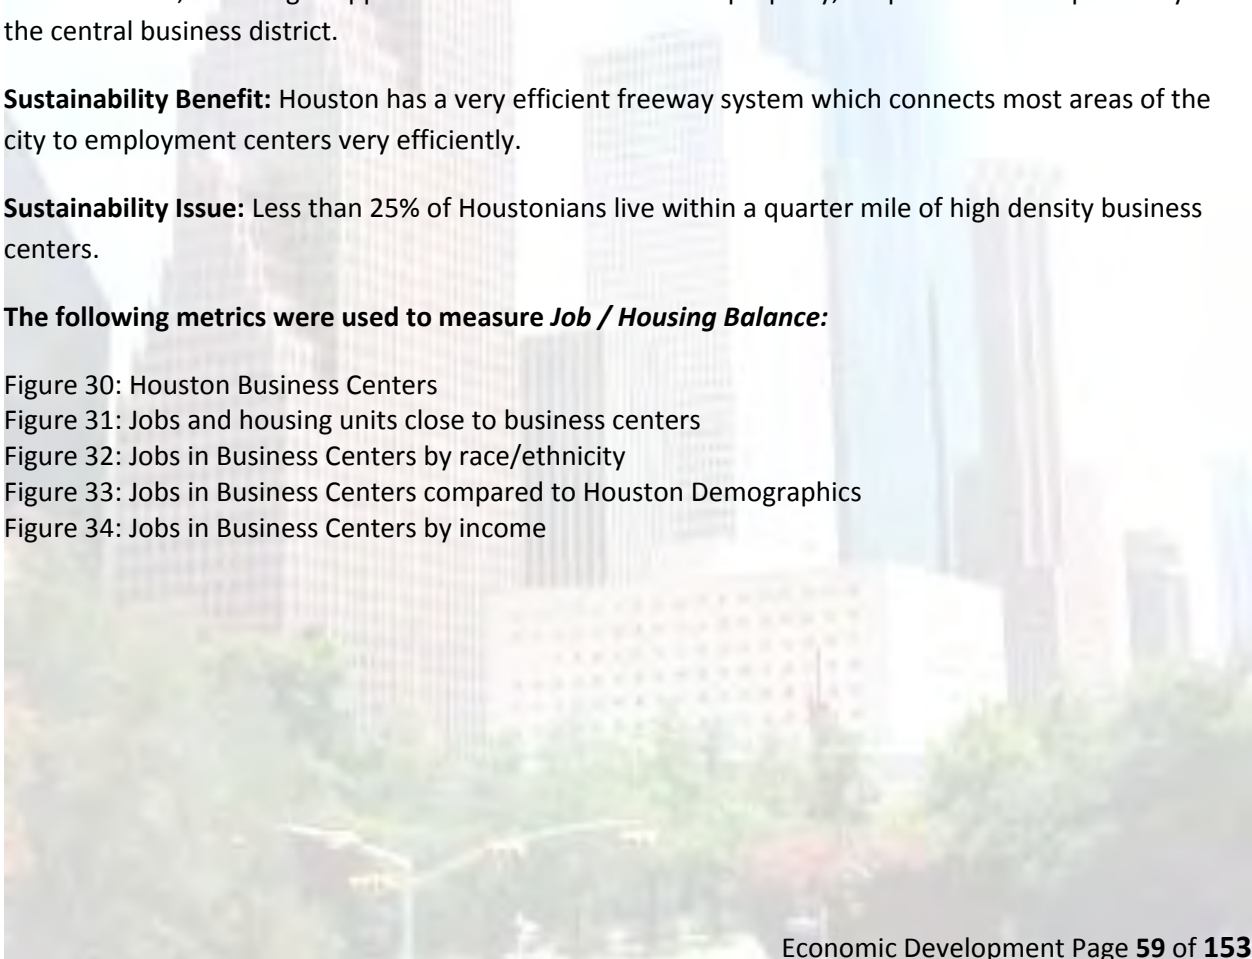 the central business district.
Sustainability Benefit: Houston has a very efficient freeway system which connects most areas of the
city to employment centers very efficiently.
Sustainability Issue: Less than 25% of Houstonians live within a quarter mile of high density business
centers.
The following metrics were used to measure Job / Housing Balance:
Figure 30: Houston Business Centers
Figure 31: Jobs and housing units close to business centers
Figure 32: Jobs in Business Centers by race/ethnicity
Figure 33: Jobs in Business Centers compared to Houston Demographics
Figure 34: Jobs in Business Centers by income
Economic Development Page 59 of 153